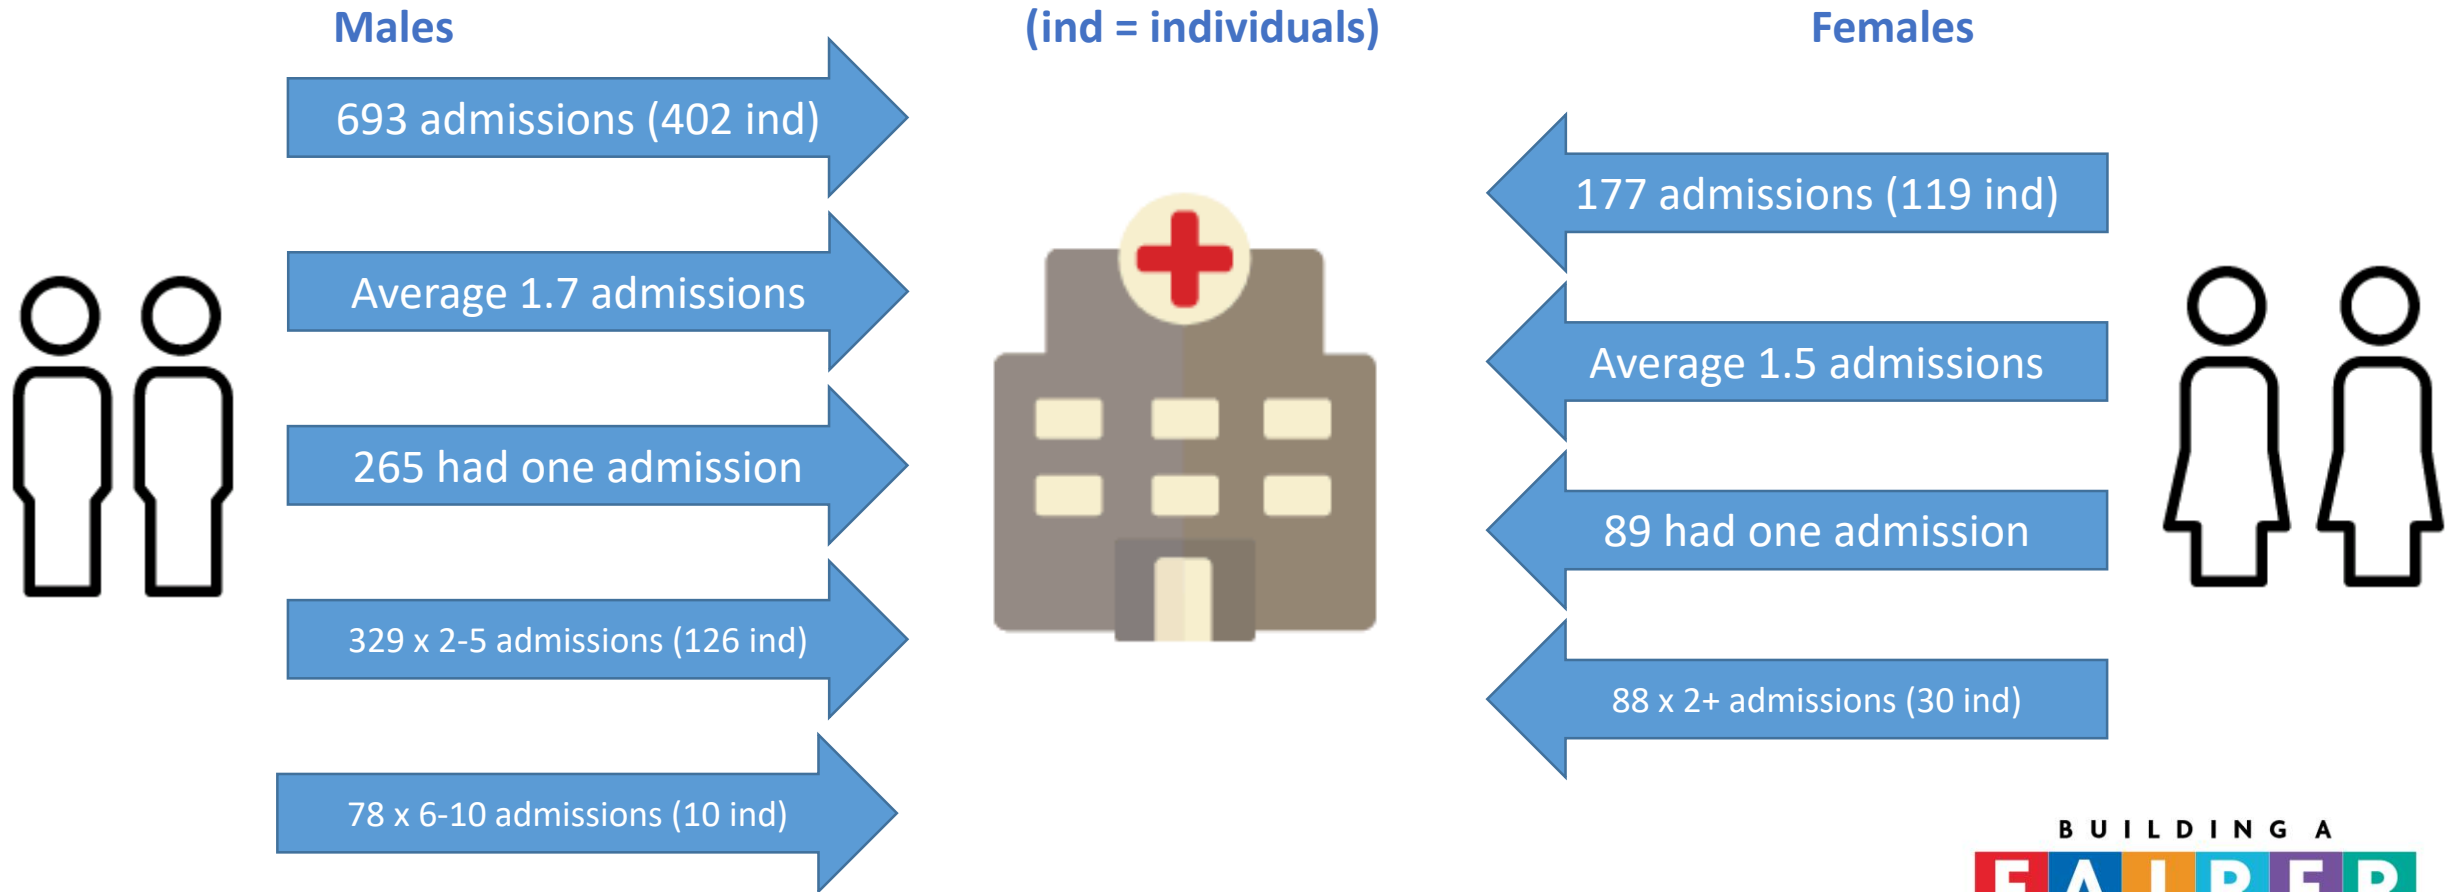 Males
(ind = individuals)
Females
693 admissions (402 ind)
Average 1.7 admissions
265 had one admission
329 x 2-5 admissions (126 ind)
78 x 6-10 admissions (10 ind)
177 admissions (119 ind)
Average 1.5 admissions
89 had one admission
88 x 2+ admissions (30 ind)
BUILDING A
FAIRER